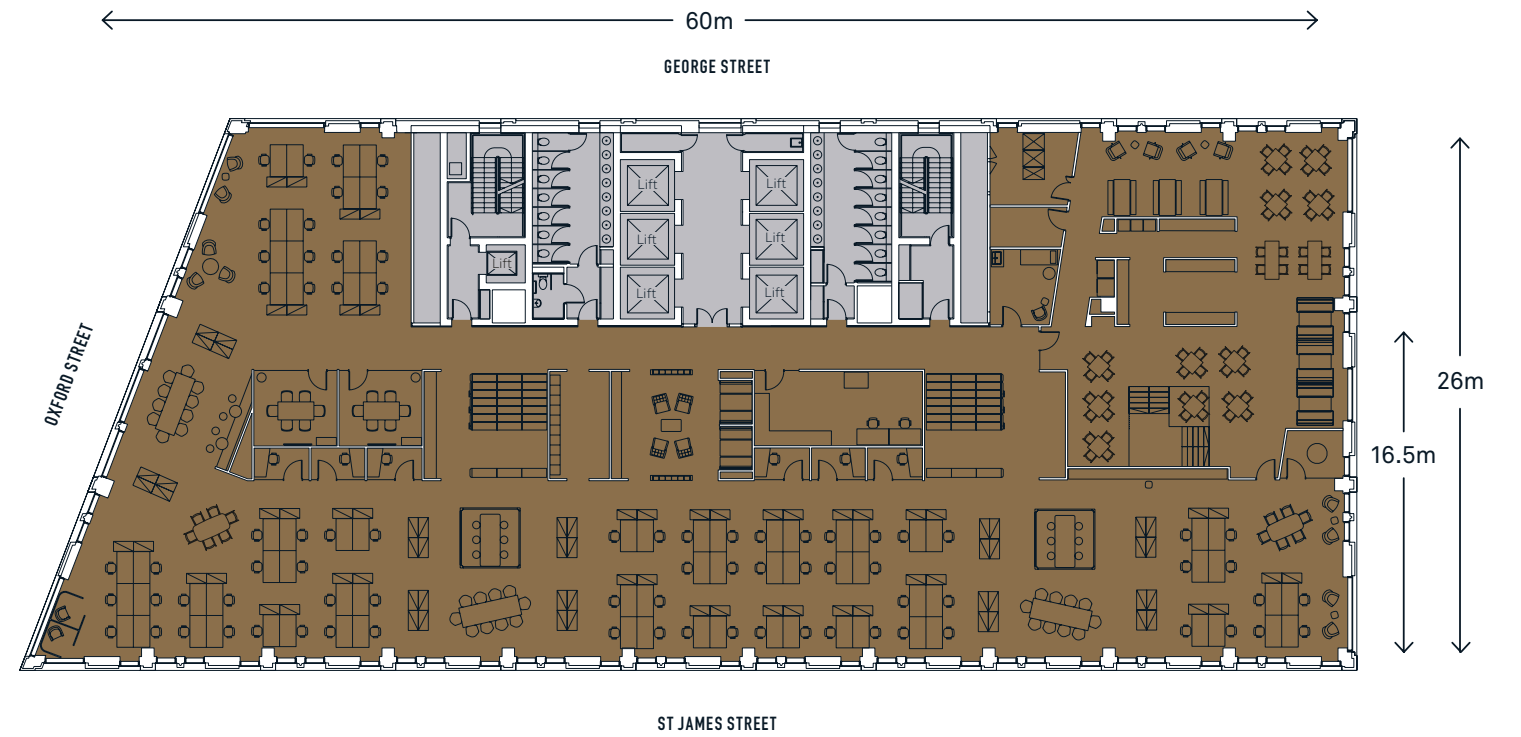 60m
GEORGE STREET
Lift
Lift
Lift
Lift
Lift
Lift
Lift
OXFORD STREET
26m
16.5m
ST JAMES STREET